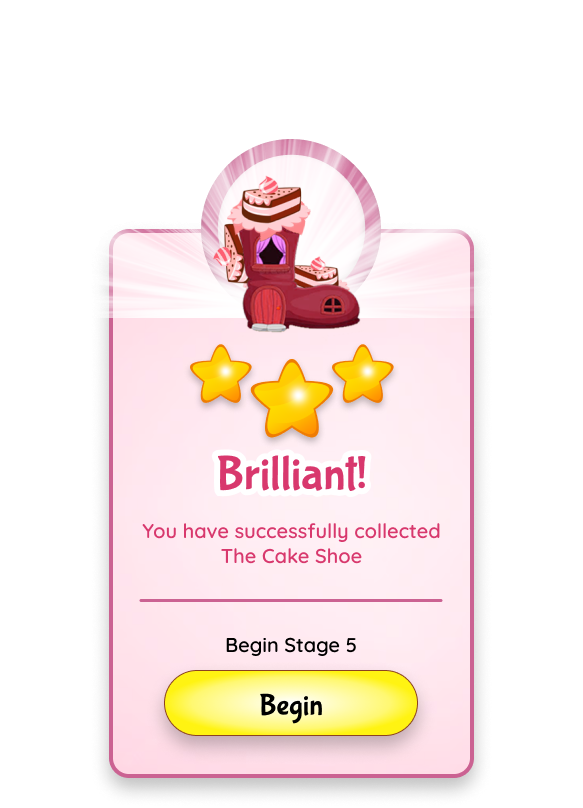 Brilliant!
You have successfully collected
The Cake Shoe
Begin Stage 5
Begin